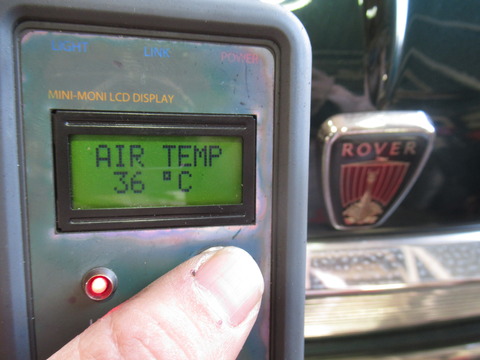 LIGHT LINK POWER
MINI-MONI LCD DISPLAY
AIR TEMP
36 °C
ROVER